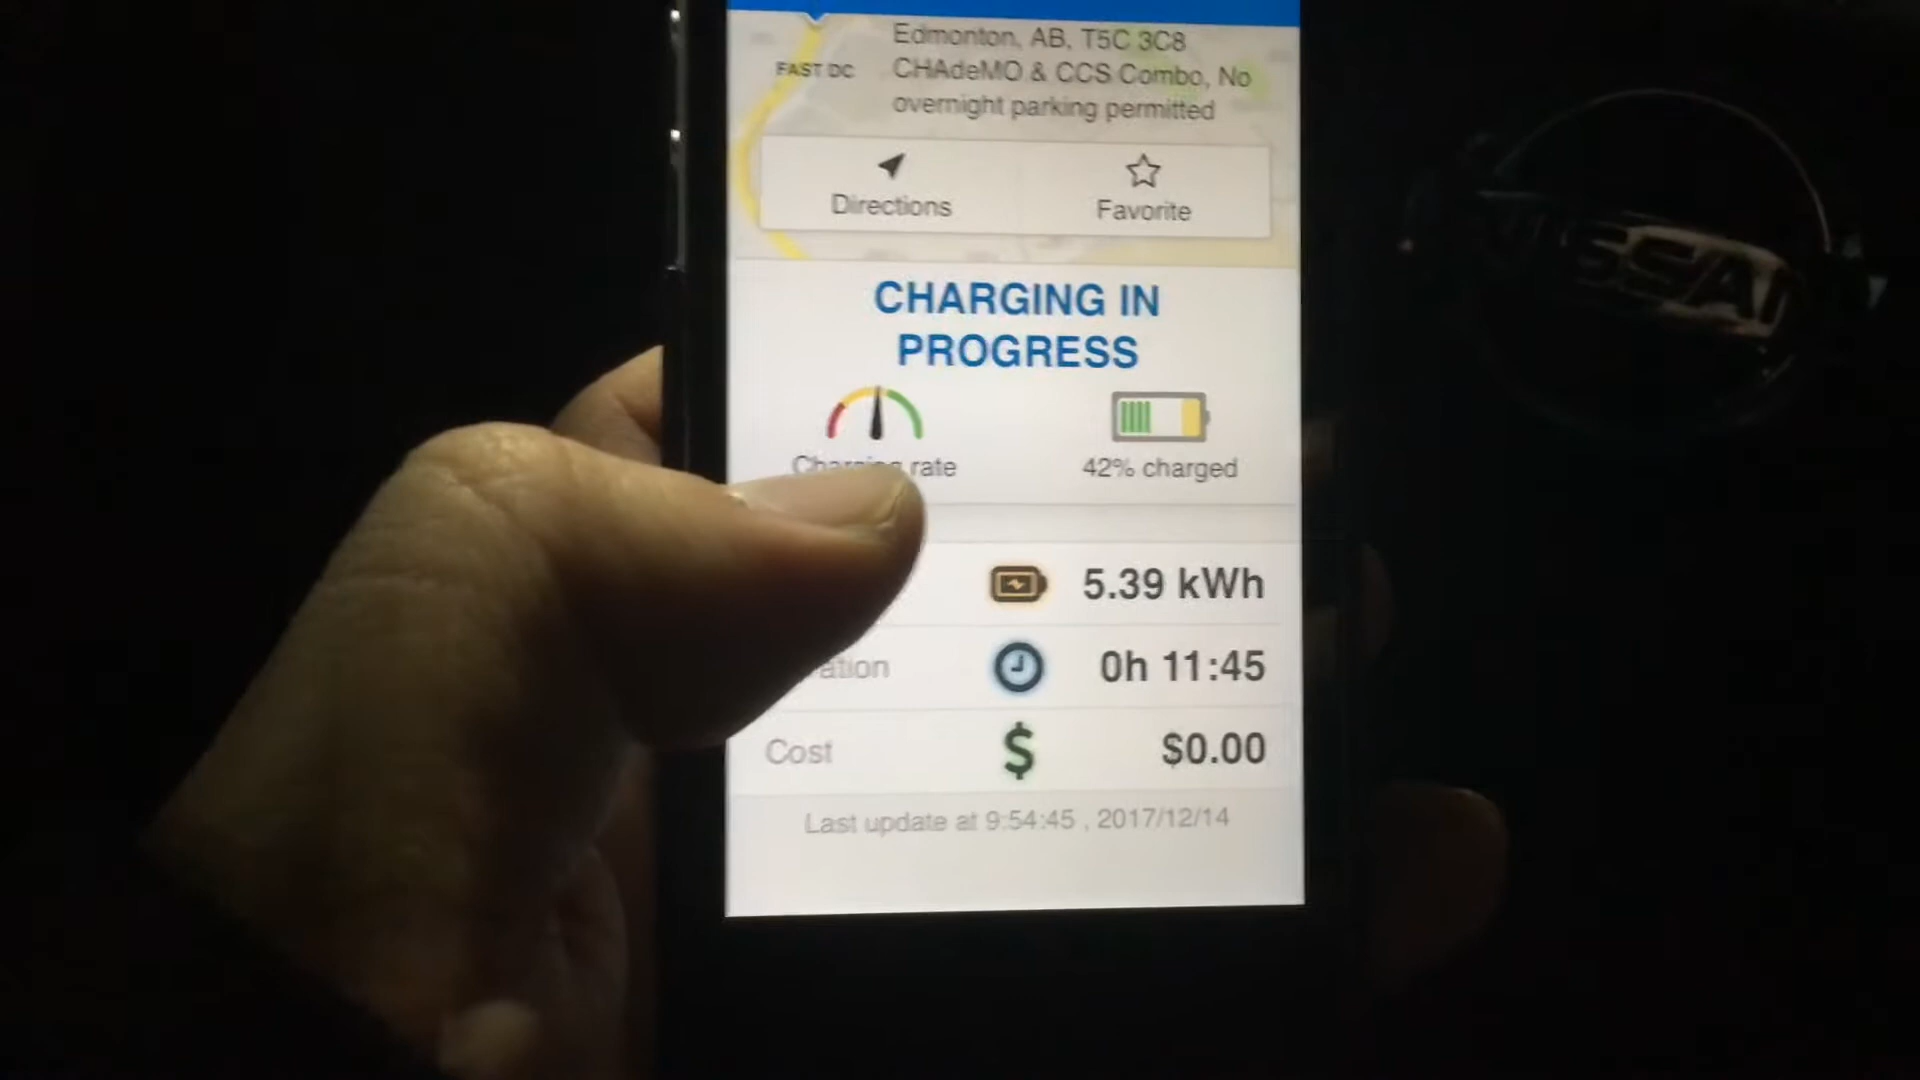 Edmonton, AB, T5C 3C8
FAST DC
CHAdeMO & CCS Combo, No
overnight parking permitted
Directions
Favorite
CHARGING IN
PROGRESS
Charging rate
42% charged
5.39 kWh
0h 11:45
Cost
$
$0.00
Last update at 9:54:45 , 2017/12/14
NISSAN